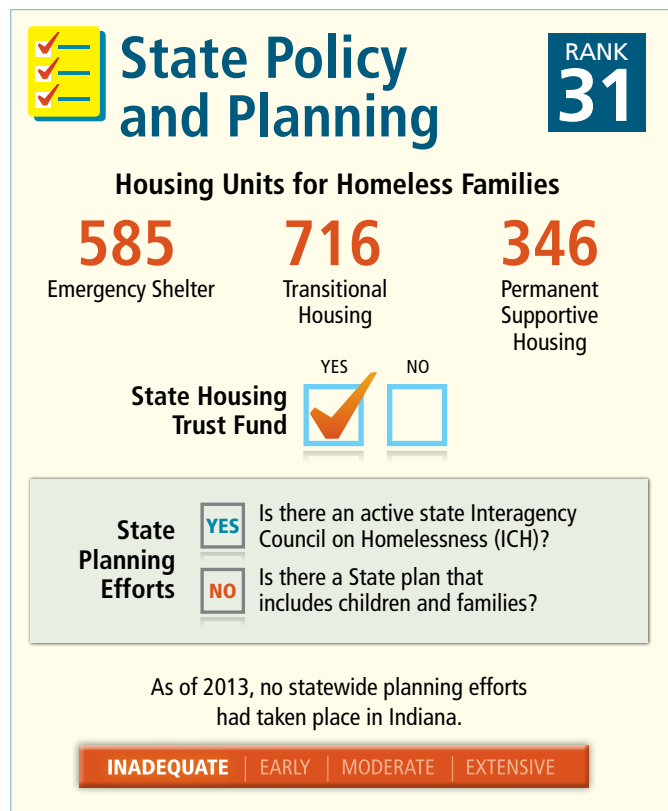 State Policy
and Planning
RANK
31
Housing Units for Homeless Families
585
Emergency Shelter
716
Transitional
Housing
346
Permanent
Supportive
Housing
State Housing
Trust Fund
YES
NO
State
Planning
Efforts
YES
Is there an active state Interagency
Council on Homelessness (ICH)?
NO
Is there a State plan that
includes children and families?
As of 2013, no statewide planning efforts
had taken place in Indiana.
INADEQUATE | EARLY | MODERATE | EXTENSIVE